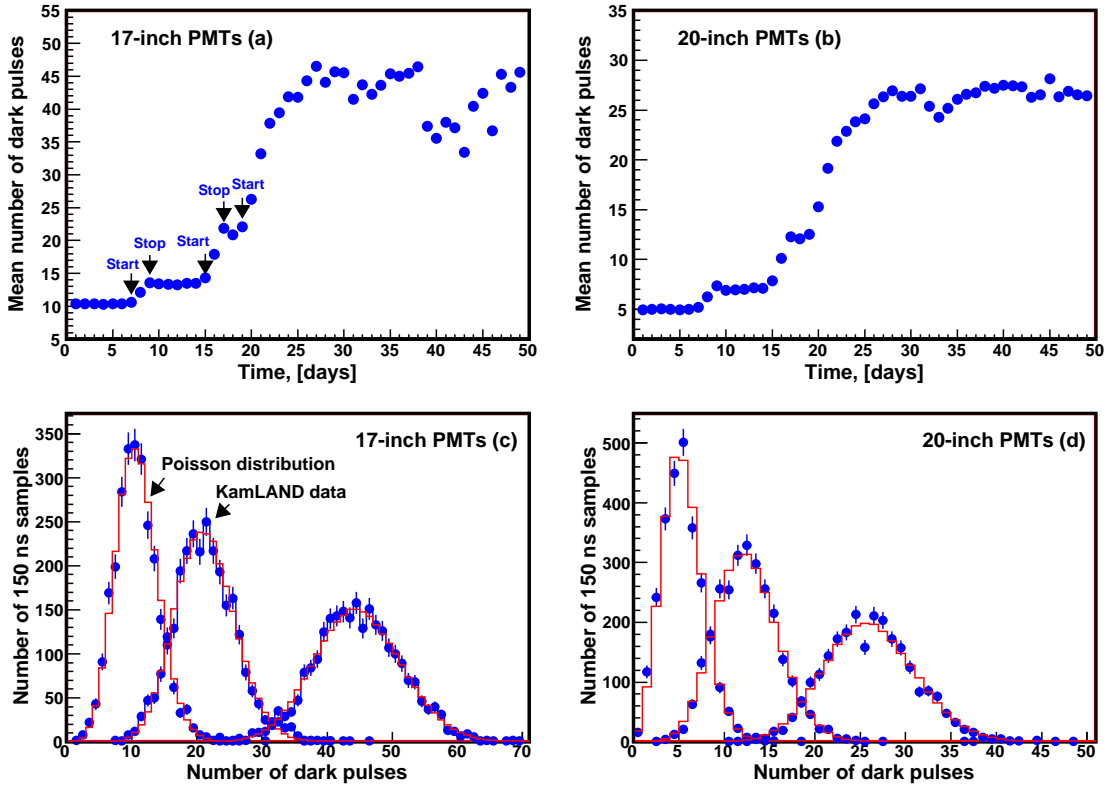 17-inch PMTs (a)
Mean number of dark pulses
55
50
45
40
35
30
25
20
15
10
5
Start
Stop
Start
Stop
Start
0 5 10 15 20 25 30 35 40 45 50
Time, [days]
20-inch PMTs (b)
Mean number of dark pulses
35
30
25
20
15
10
5
0 5 10 15 20 25 30 35 40 45 50
Time, [days]
17-inch PMTs (c)
Number of 150 ns samples
350
300
250
200
150
100
50
0
Poisson distribution
KamLAND data
0 10 20 30 40 50 60 70
Number of dark pulses
20-inch PMTs (d)
Number of 150 ns samples
500
400
300
200
100
0
0 5 10 15 20 25 30 35 40 45 50
Number of dark pulses